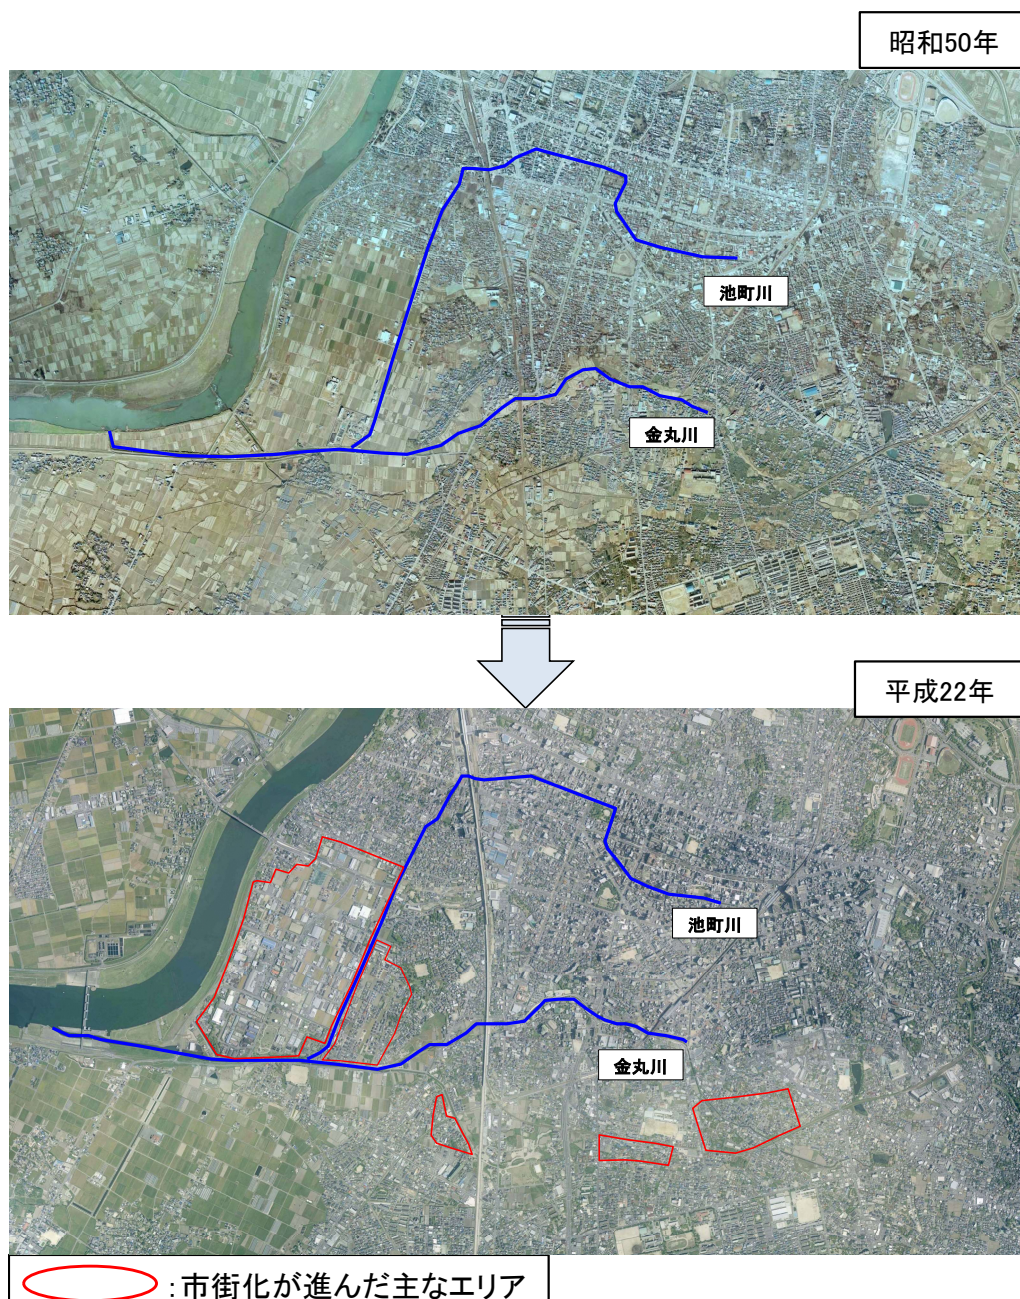 昭和50年
池町川
金丸川
平成22年
池町川
金丸川
：市街化が進んだ主なエリア